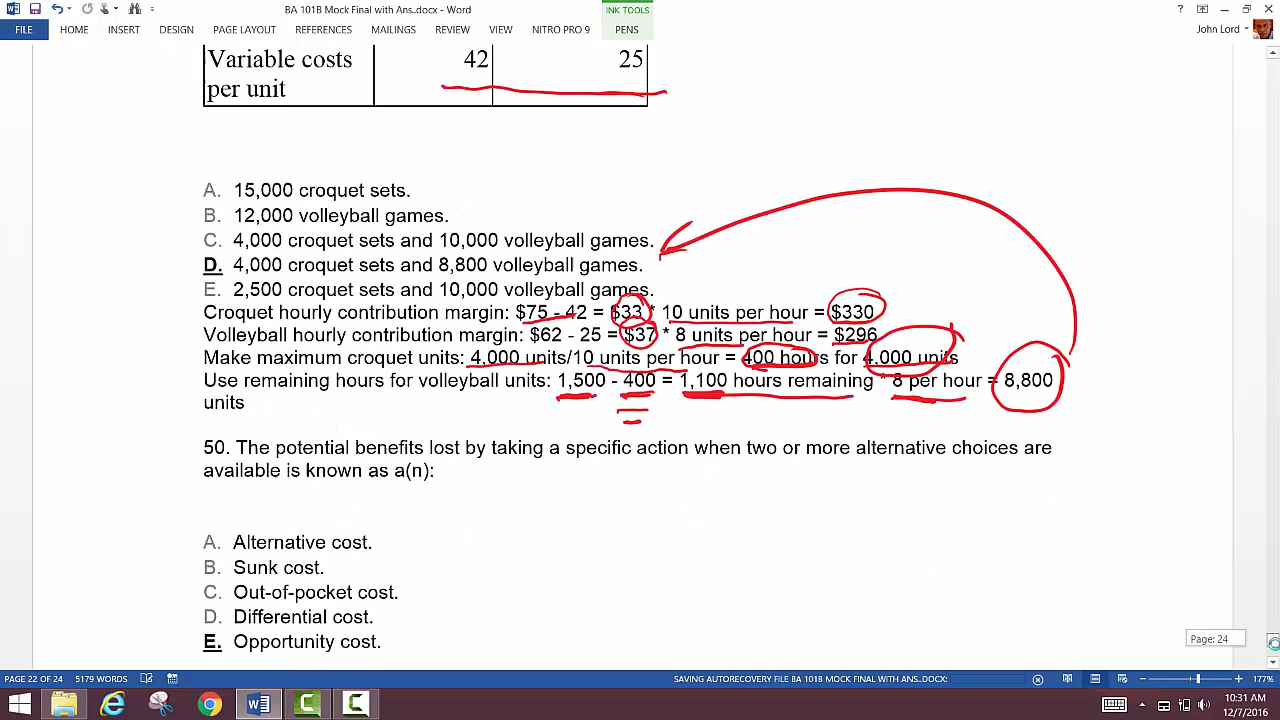 BA 101B Mock Final with Ans..docx - Word
INK TOOLS
FILE HOME INSERT DESIGN PAGE LAYOUT REFERENCES MAILINGS REVIEW VIEW NITRO PRO 9 PENS
John Lord
Variable costs per unit 42 25
A. 15,000 croquet sets.
B. 12,000 volleyball games.
C. 4,000 croquet sets and 10,000 volleyball games.
D. 4,000 croquet sets and 8,800 volleyball games.
E. 2,500 croquet sets and 10,000 volleyball games.
Croquet hourly contribution margin: $75 - 42 = $33 * 10 units per hour = $330
Volleyball hourly contribution margin: $62 - 25 = $37 * 8 units per hour = $296
Make maximum croquet units: 4,000 units/10 units per hour = 400 hours for 4,000 units
Use remaining hours for volleyball units: 1,500 - 400 = 1,100 hours remaining * 8 per hour = 8,800
units
50. The potential benefits lost by taking a specific action when two or more alternative choices are
available is known as a(n):
A. Alternative cost.
B. Sunk cost.
C. Out-of-pocket cost.
D. Differential cost.
E. Opportunity cost.
Page: 24
PAGE 22 OF 24 5179 WORDS SAVING AUTORECOVERY FILE BA 101B MOCK FINAL WITH ANS..DOCX: 177%
10:31 AM
12/7/2016